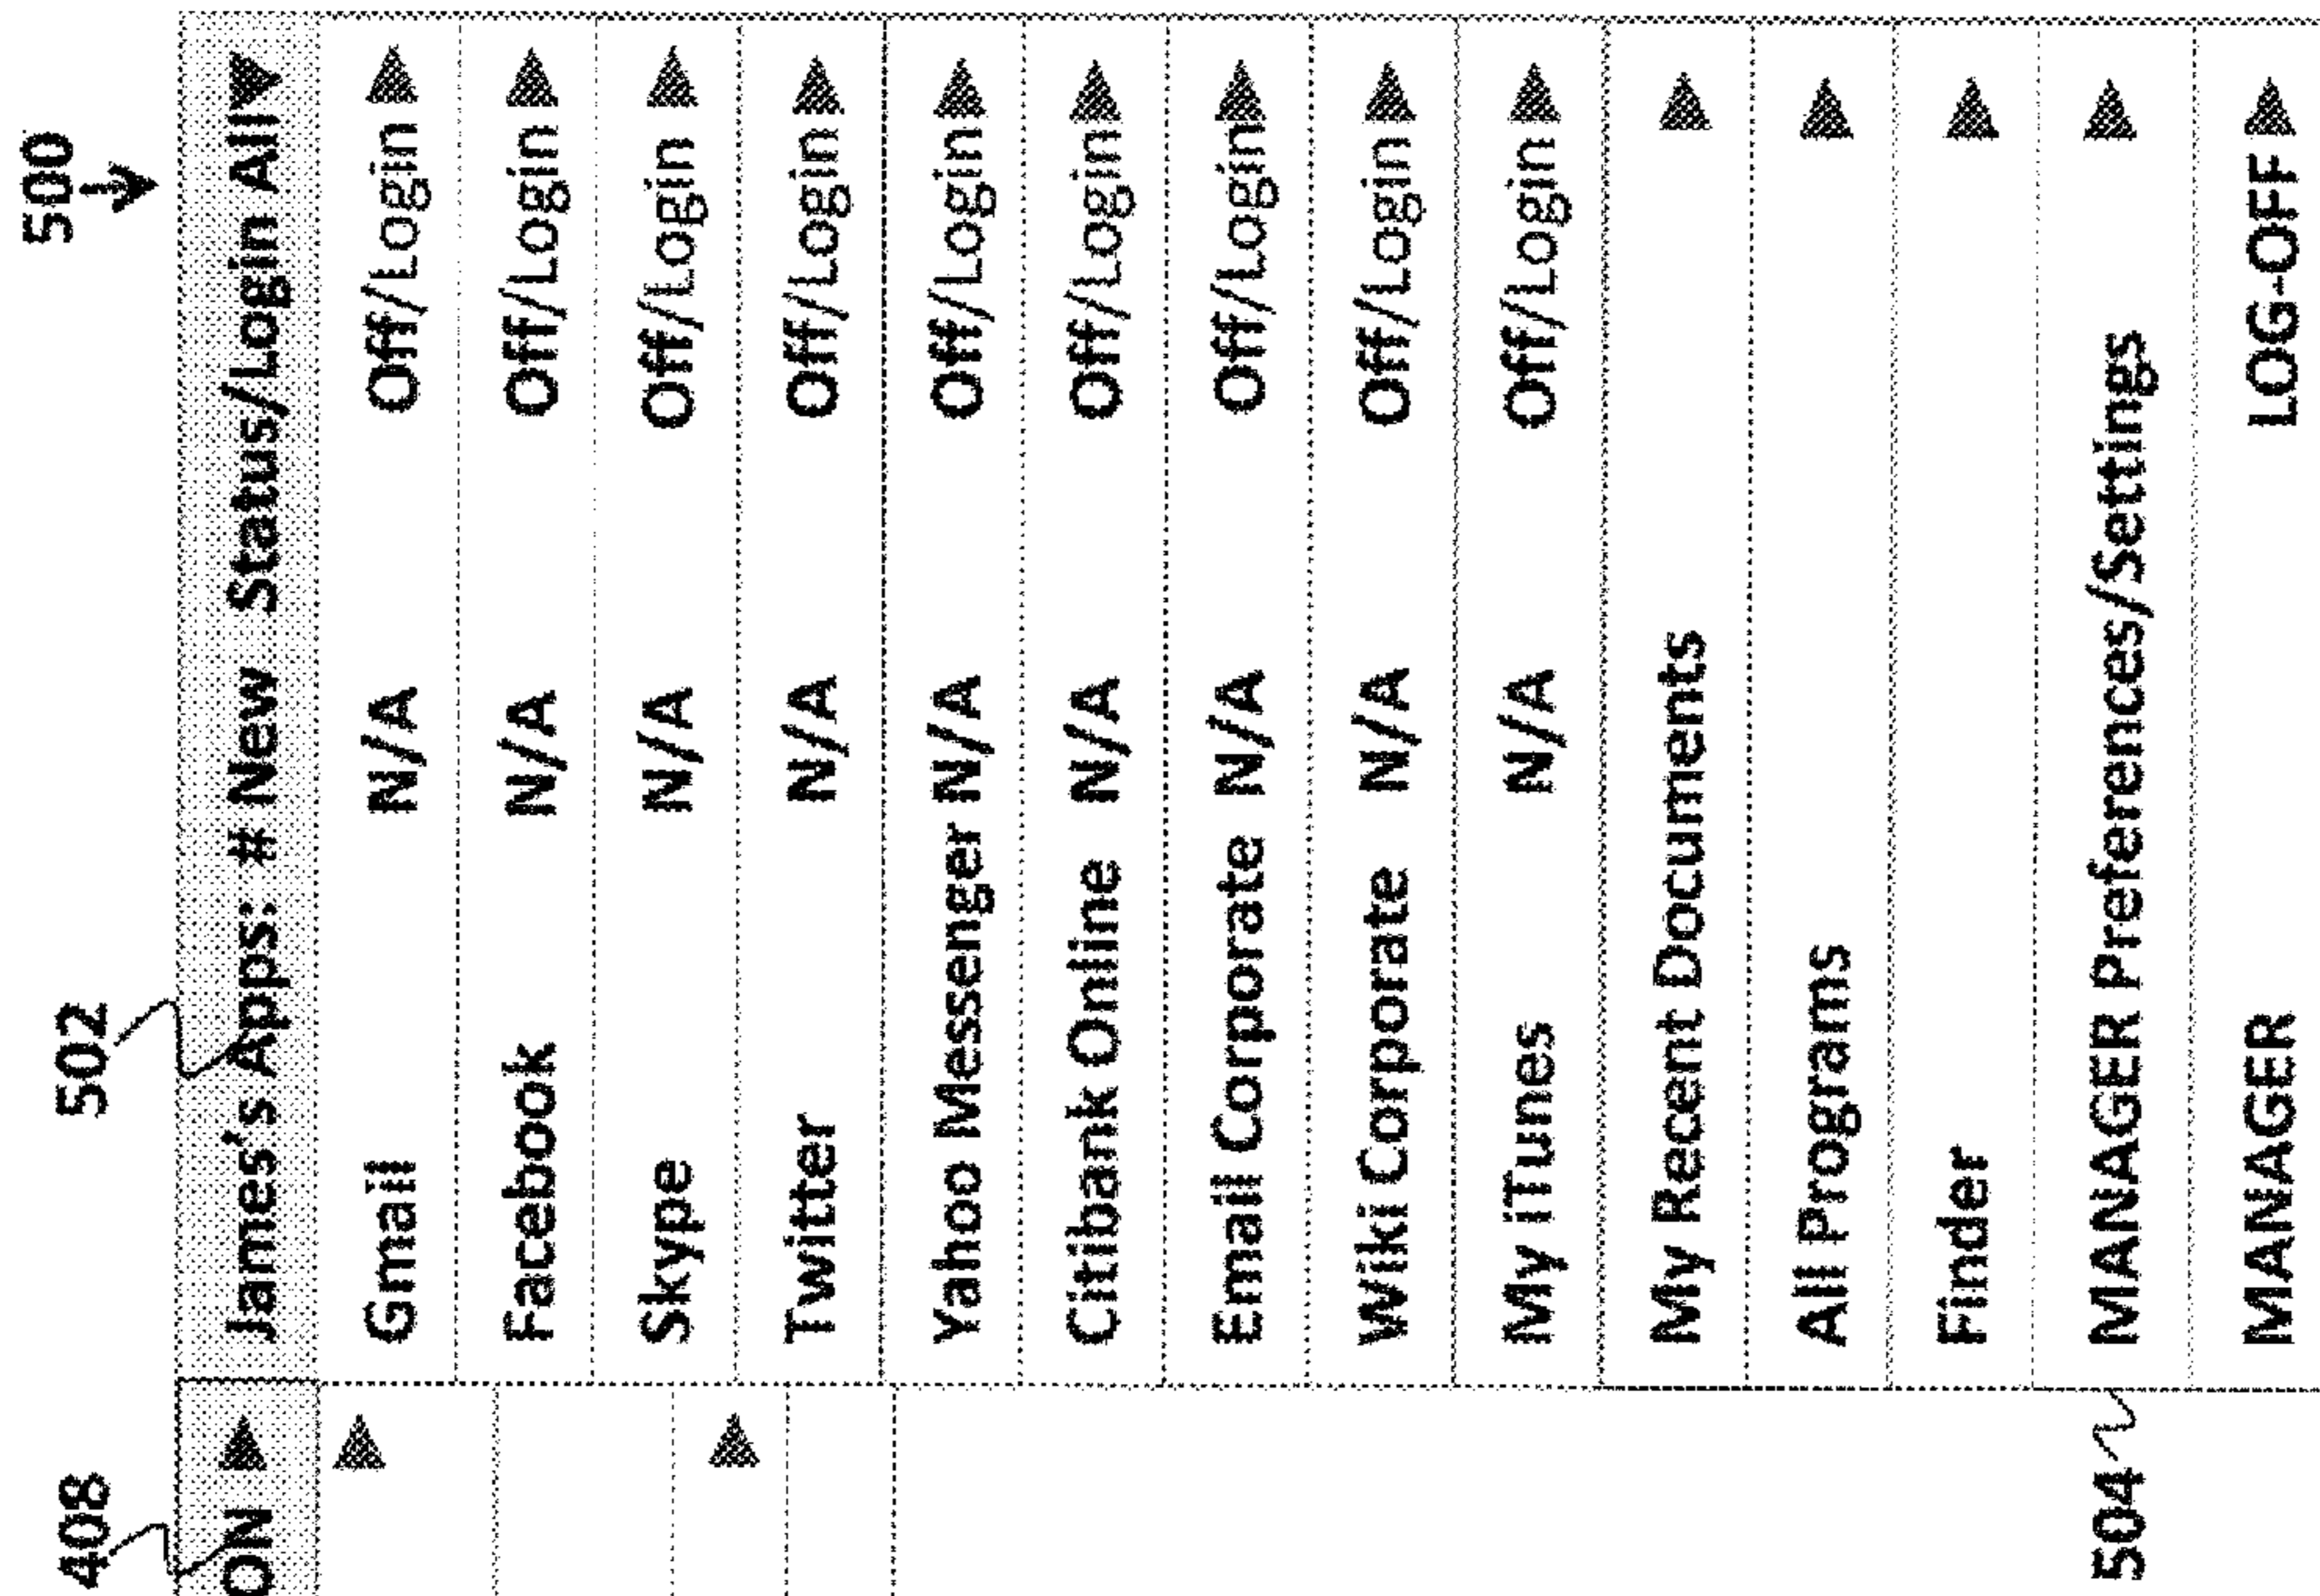 500
408
502
ON
James's Apps: # New Status/Login All
Gmail N/A Off/Login
Facebook N/A Off/Login
Skype N/A Off/Login
Twitter N/A Off/Login
Yahoo Messenger N/A Off/Login
Citibank Online N/A Off/Login
Email Corporate N/A Off/Login
Wiki Corporate N/A Off/Login
My iTunes N/A Off/Login
My Recent Documents
All Programs
Finder
MANAGER Preferences/Settings
504
MANAGER LOG-OFF